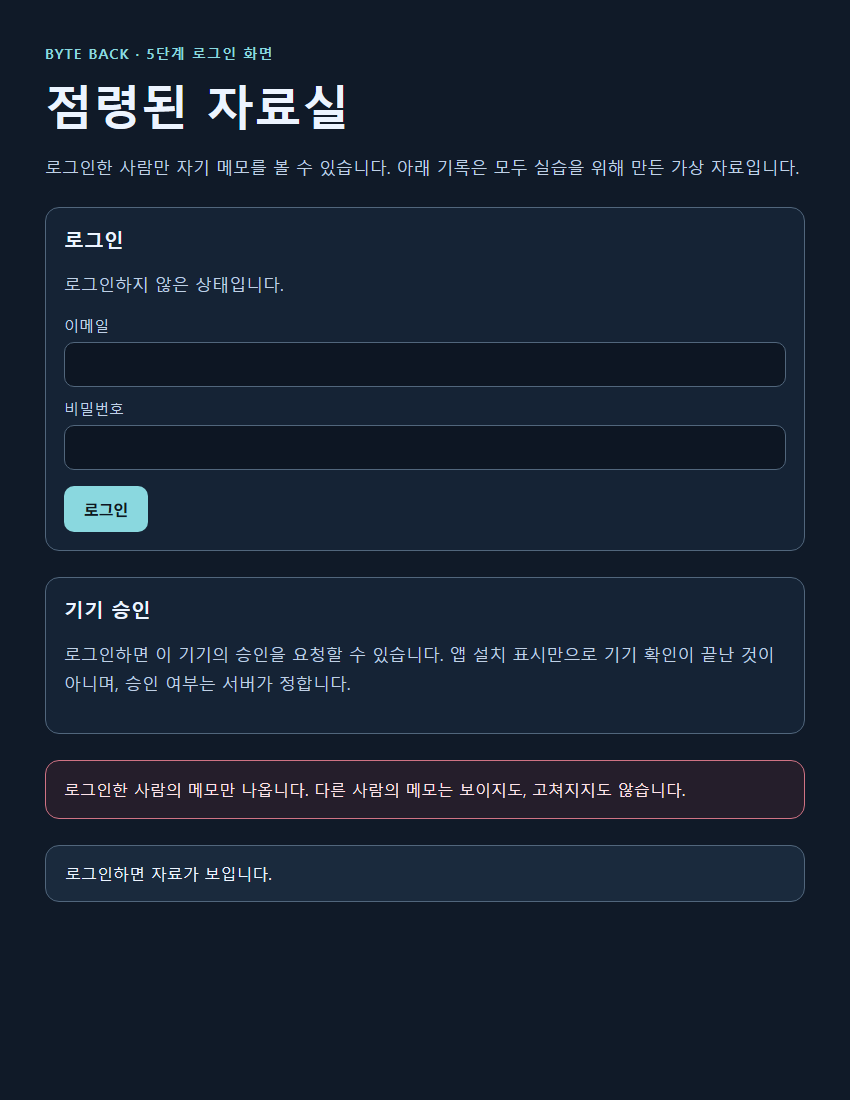 BYTE BACK · 5단계 로그인 화면
점령된 자료실
로그인한 사람만 자기 메모를 볼 수 있습니다. 아래 기록은 모두 실습을 위해 만든 가상 자료입니다.
로그인
로그인하지 않은 상태입니다.
이메일
비밀번호
로그인
기기 승인
로그인하면 이 기기의 승인을 요청할 수 있습니다. 앱 설치 표시만으로 기기 확인이 끝난 것이
아니며, 승인 여부는 서버가 정합니다.
로그인한 사람의 메모만 나옵니다. 다른 사람의 메모는 보이지도, 고쳐지지도 않습니다.
로그인하면 자료가 보입니다.